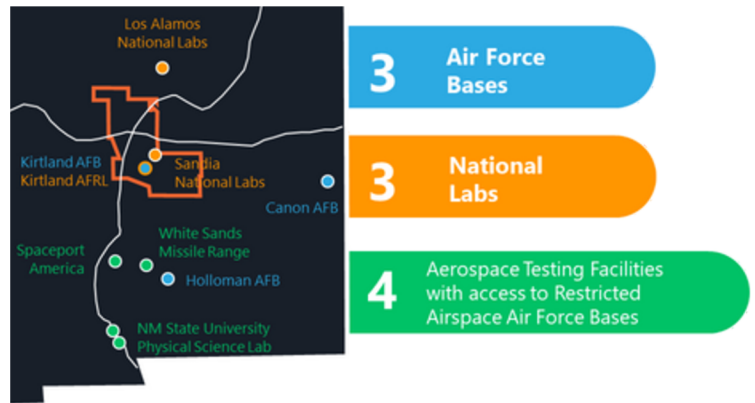 Los Alamos
National Labs
Kirtland AFB
Kirtland AFRL
Sandia
National Labs
Canon AFB
White Sands
Missile Range
Spaceport
America
Holloman AFB
NM State University
Physical Science Lab
3
Air Force
Bases
3
National
Labs
4
Aerospace Testing Facilities
with access to Restricted
Airspace Air Force Bases